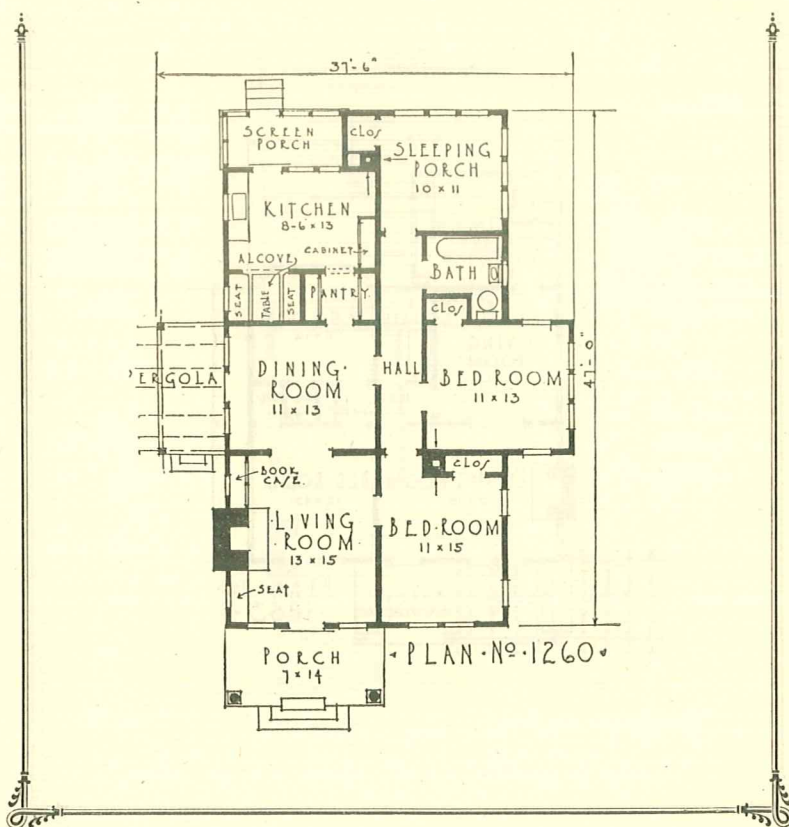 37'-6"
SCREEN
PORCH
CLOS
SLEEPING
PORCH
10 x 11
KITCHEN
8-6 x 13
ALCOVE
CABINET
BATH
SEAT
TABLE
SEAT
PANTRY
CLOS
PERGOLA
DINING·
ROOM
11 x 13
HALL
BED ROOM
11 x 13
47'-0"
BOOK
CASE
CLOS
·LIVING
ROOM
13 x 15
BED·ROOM
11 x 15
SEAT
PORCH
7 x 14
·PLAN·Nº·1260·